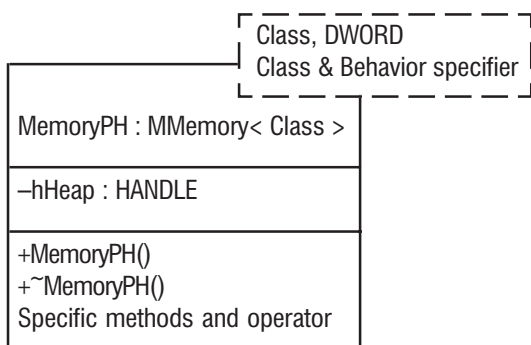 Class, DWORD
Class & Behavior specifier
MemoryPH : MMemory< Class >
–hHeap : HANDLE
+MemoryPH()
+~MemoryPH()
Specific methods and operator